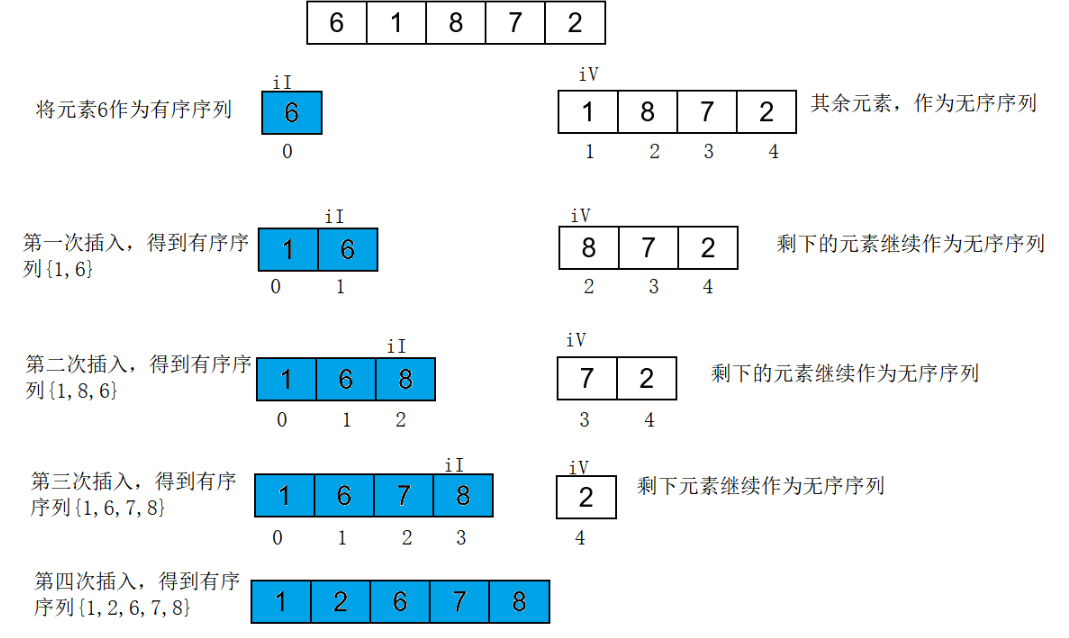 6 1 8 7 2
iI
iV
将元素6作为有序序列
6
1 8 7 2
其余元素，作为无序序列
0
1 2 3 4
iI
iV
第一次插入，得到有序序
列{1,6}
1 6
8 7 2
剩下的元素继续作为无序序列
0 1
2 3 4
iI
iV
第二次插入，得到有序序
列{1,8,6}
1 6 8
7 2
剩下的元素继续作为无序序列
0 1 2
3 4
iI
iV
第三次插入，得到有序
序列{1,6,7,8}
1 6 7 8
2
剩下元素继续作为无序序列
0 1 2 3
4
第四次插入，得到有序
序列{1,2,6,7,8}
1 2 6 7 8